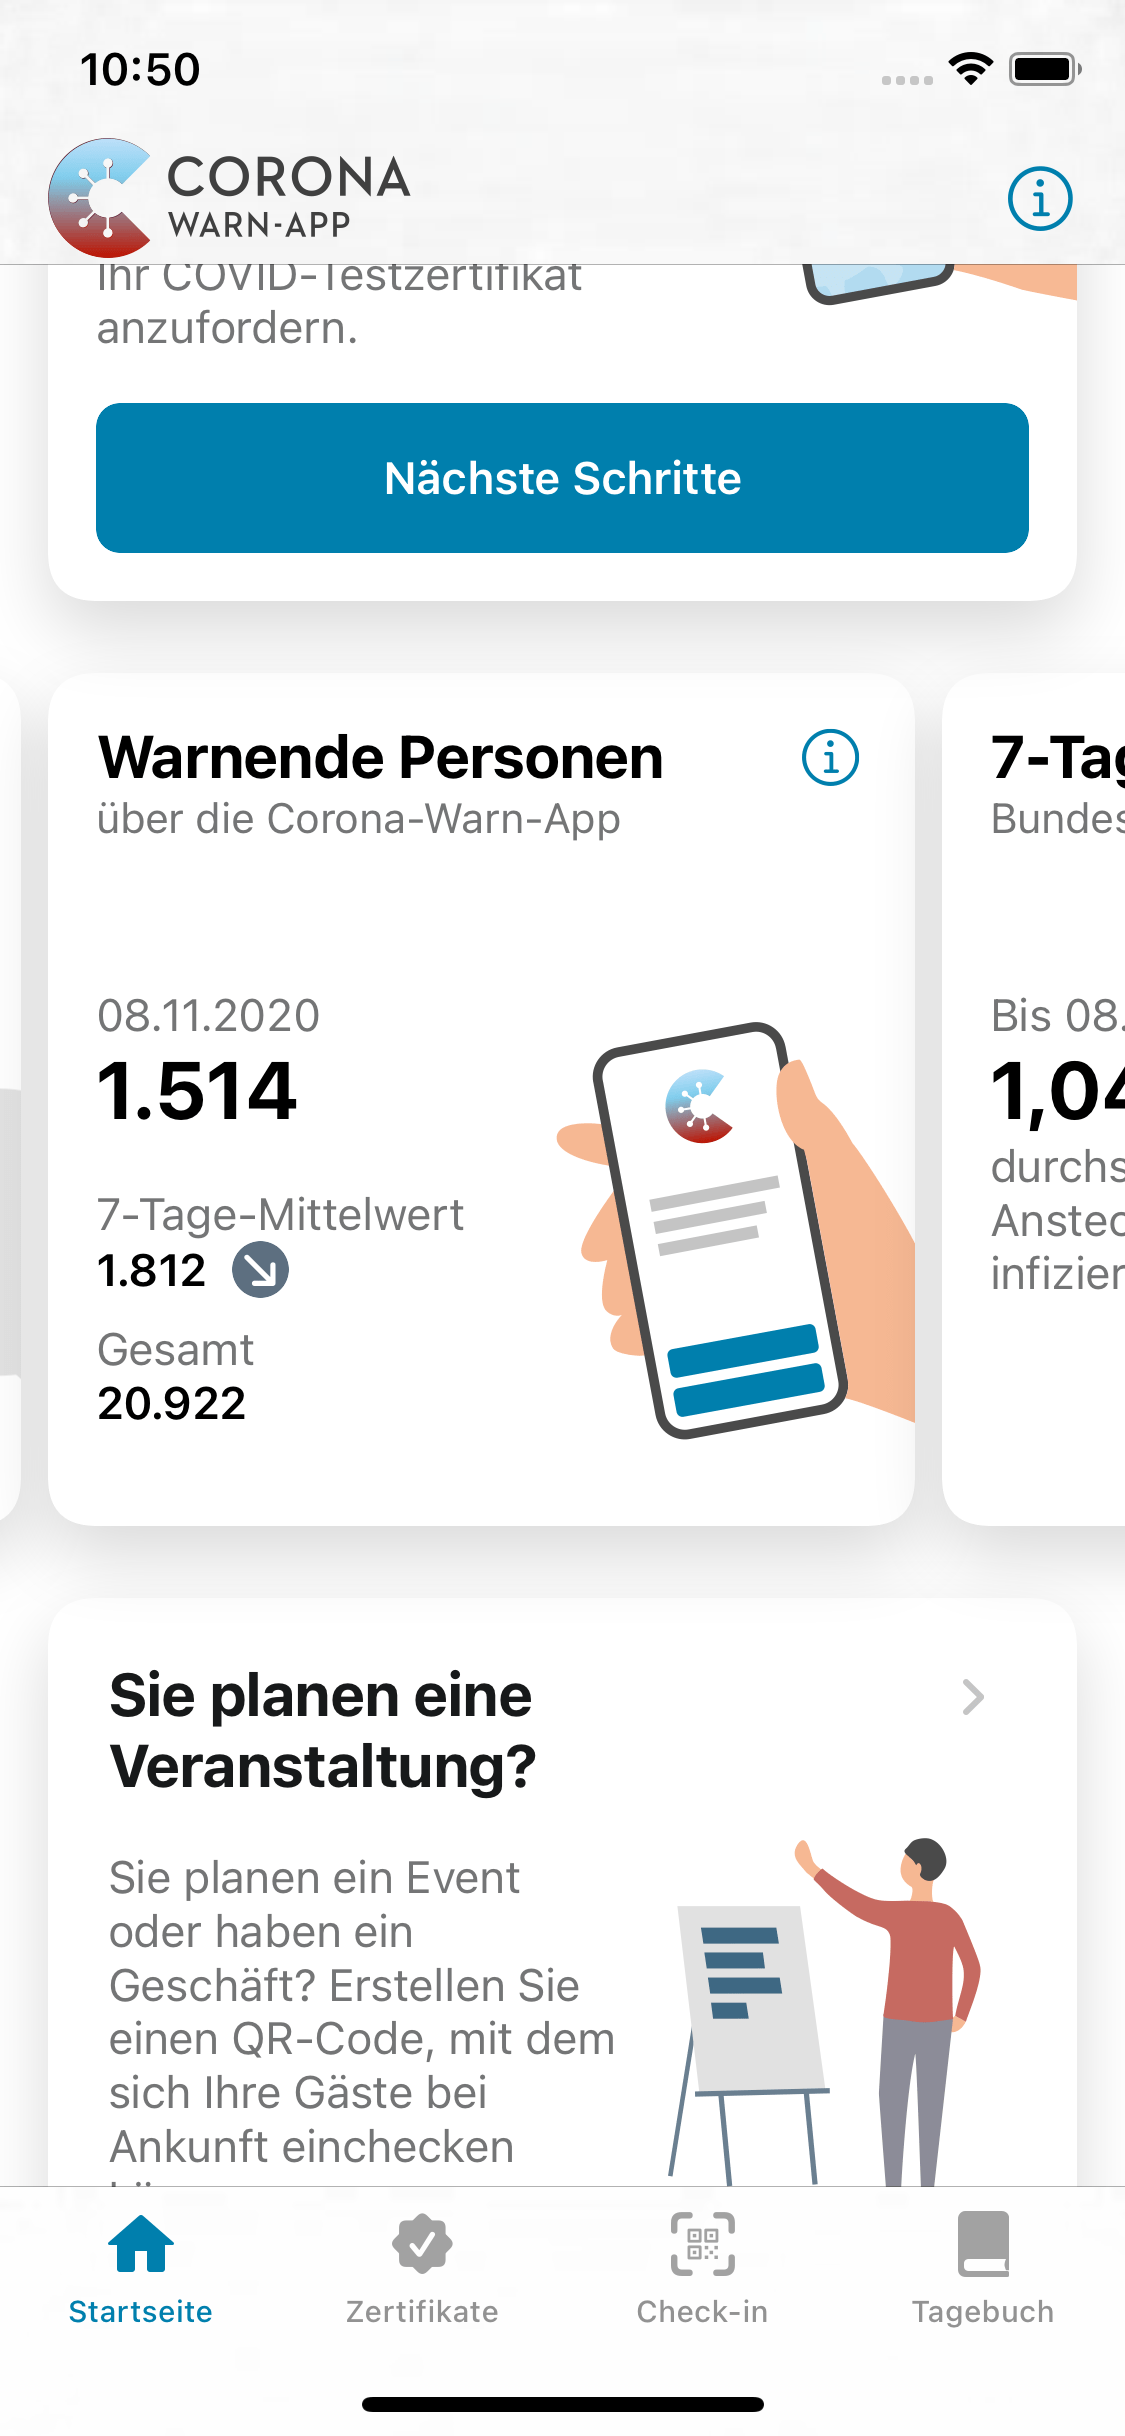 10:50
CORONA
WARN-APP
Ihr COVID-Testzertifikat
anzufordern.
Nächste Schritte
Warnende Personen
über die Corona-Warn-App
08.11.2020
1.514
7-Tage-Mittelwert
1.812
Gesamt
20.922
7-Tag
Bundes
Bis 08.
1,04
durchs
Anstec
infizier
Sie planen eine
Veranstaltung?
Sie planen ein Event
oder haben ein
Geschäft? Erstellen Sie
einen QR-Code, mit dem
sich Ihre Gäste bei
Ankunft einchecken
Startseite
Zertifikate
Check-in
Tagebuch